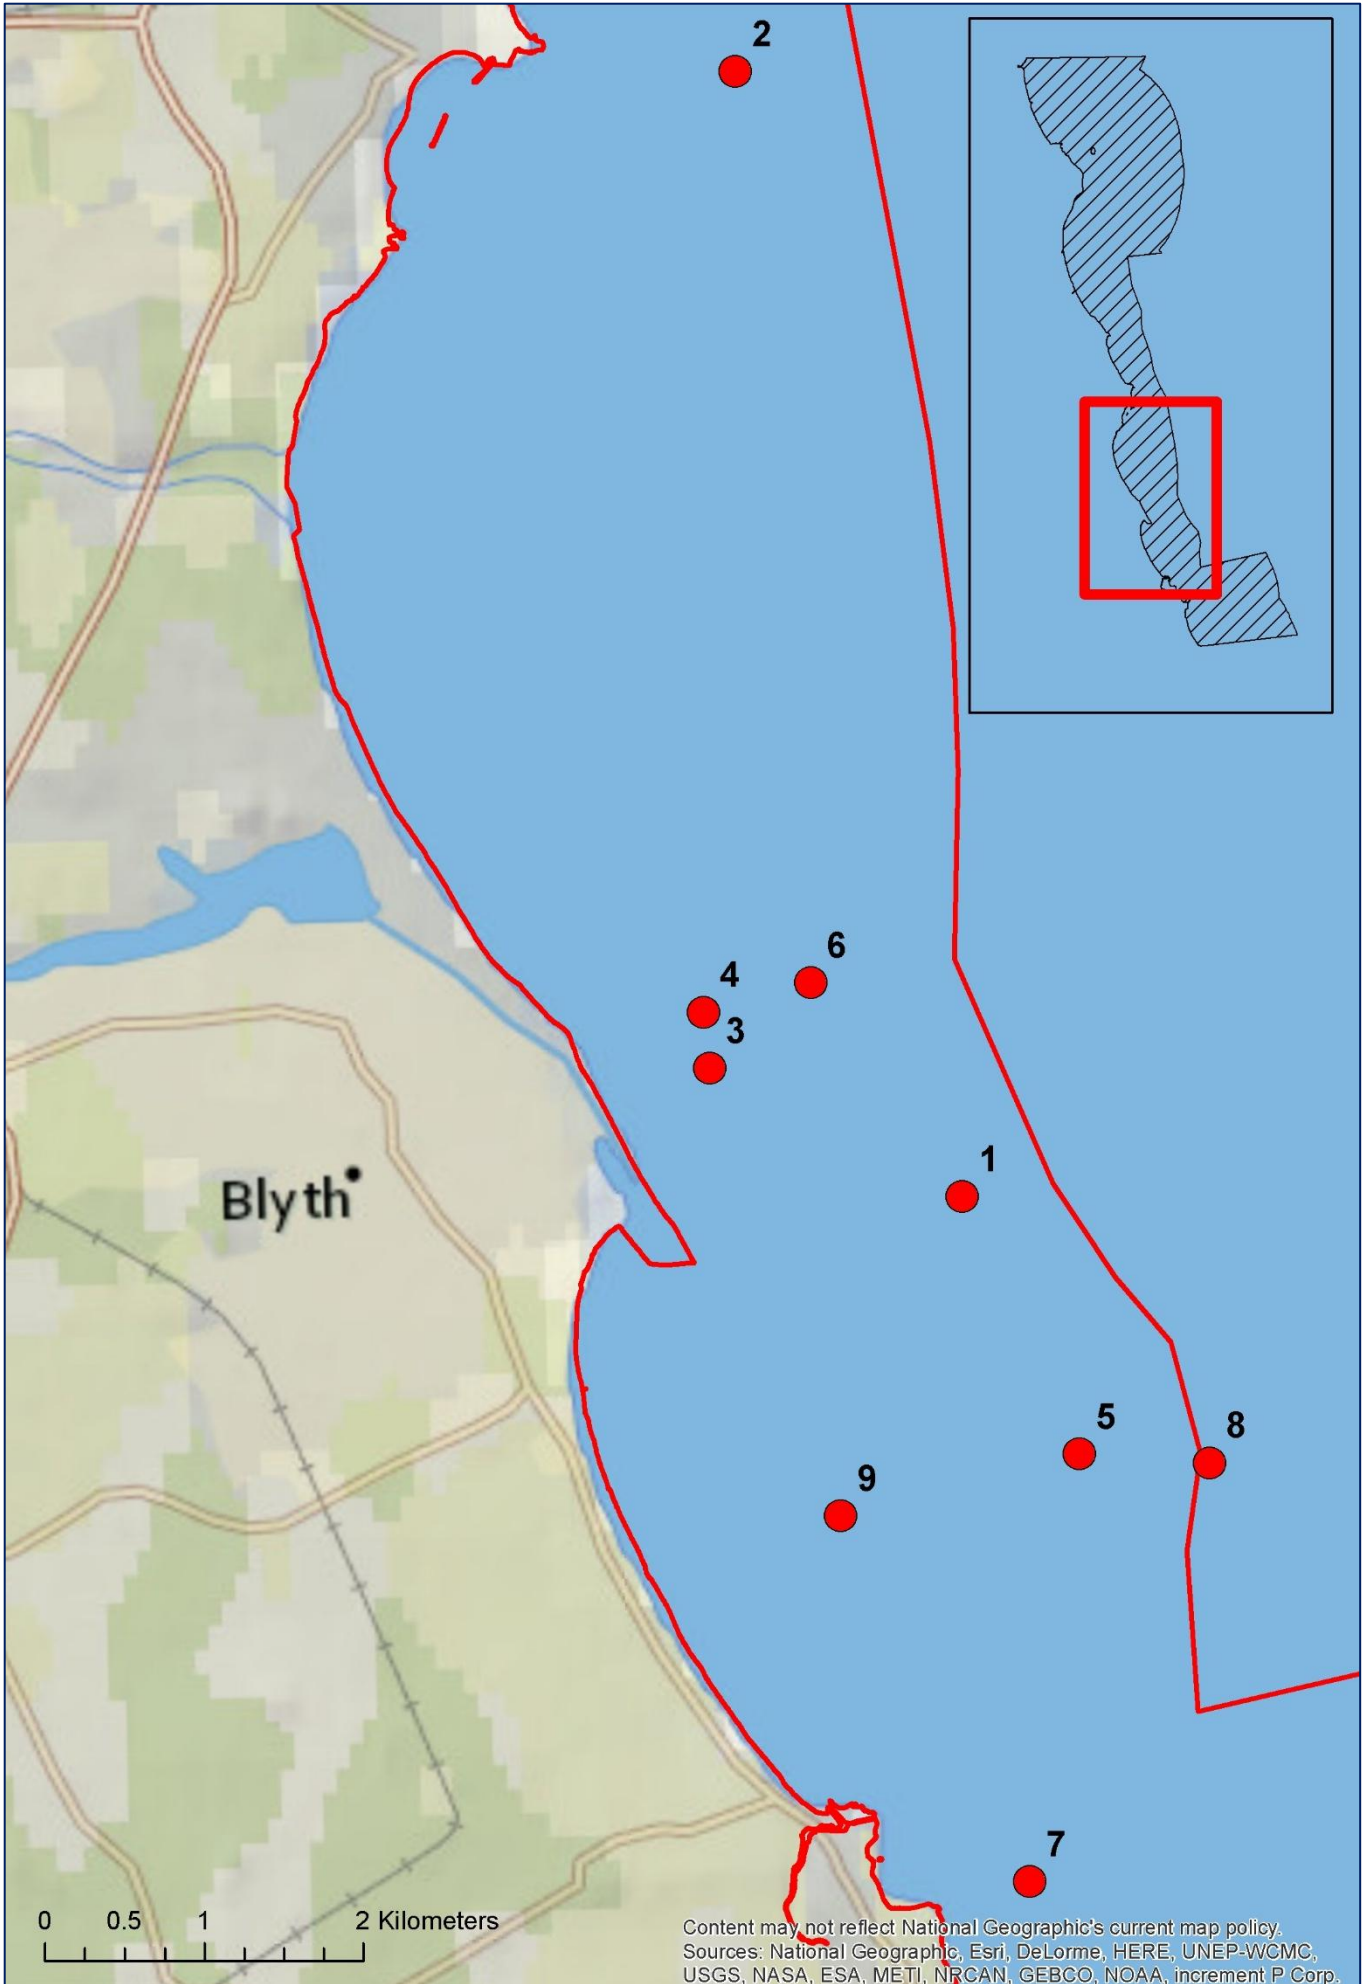 2
6
4
3
1
Blyth
5
8
9
7
0 0.5 1 2 Kilometers
Content may not reflect National Geographic's current map policy.
Sources: National Geographic, Esri, DeLorme, HERE, UNEP-WCMC,
USGS, NASA, ESA, METI, NRCAN, GEBCO, NOAA, increment P Corp.